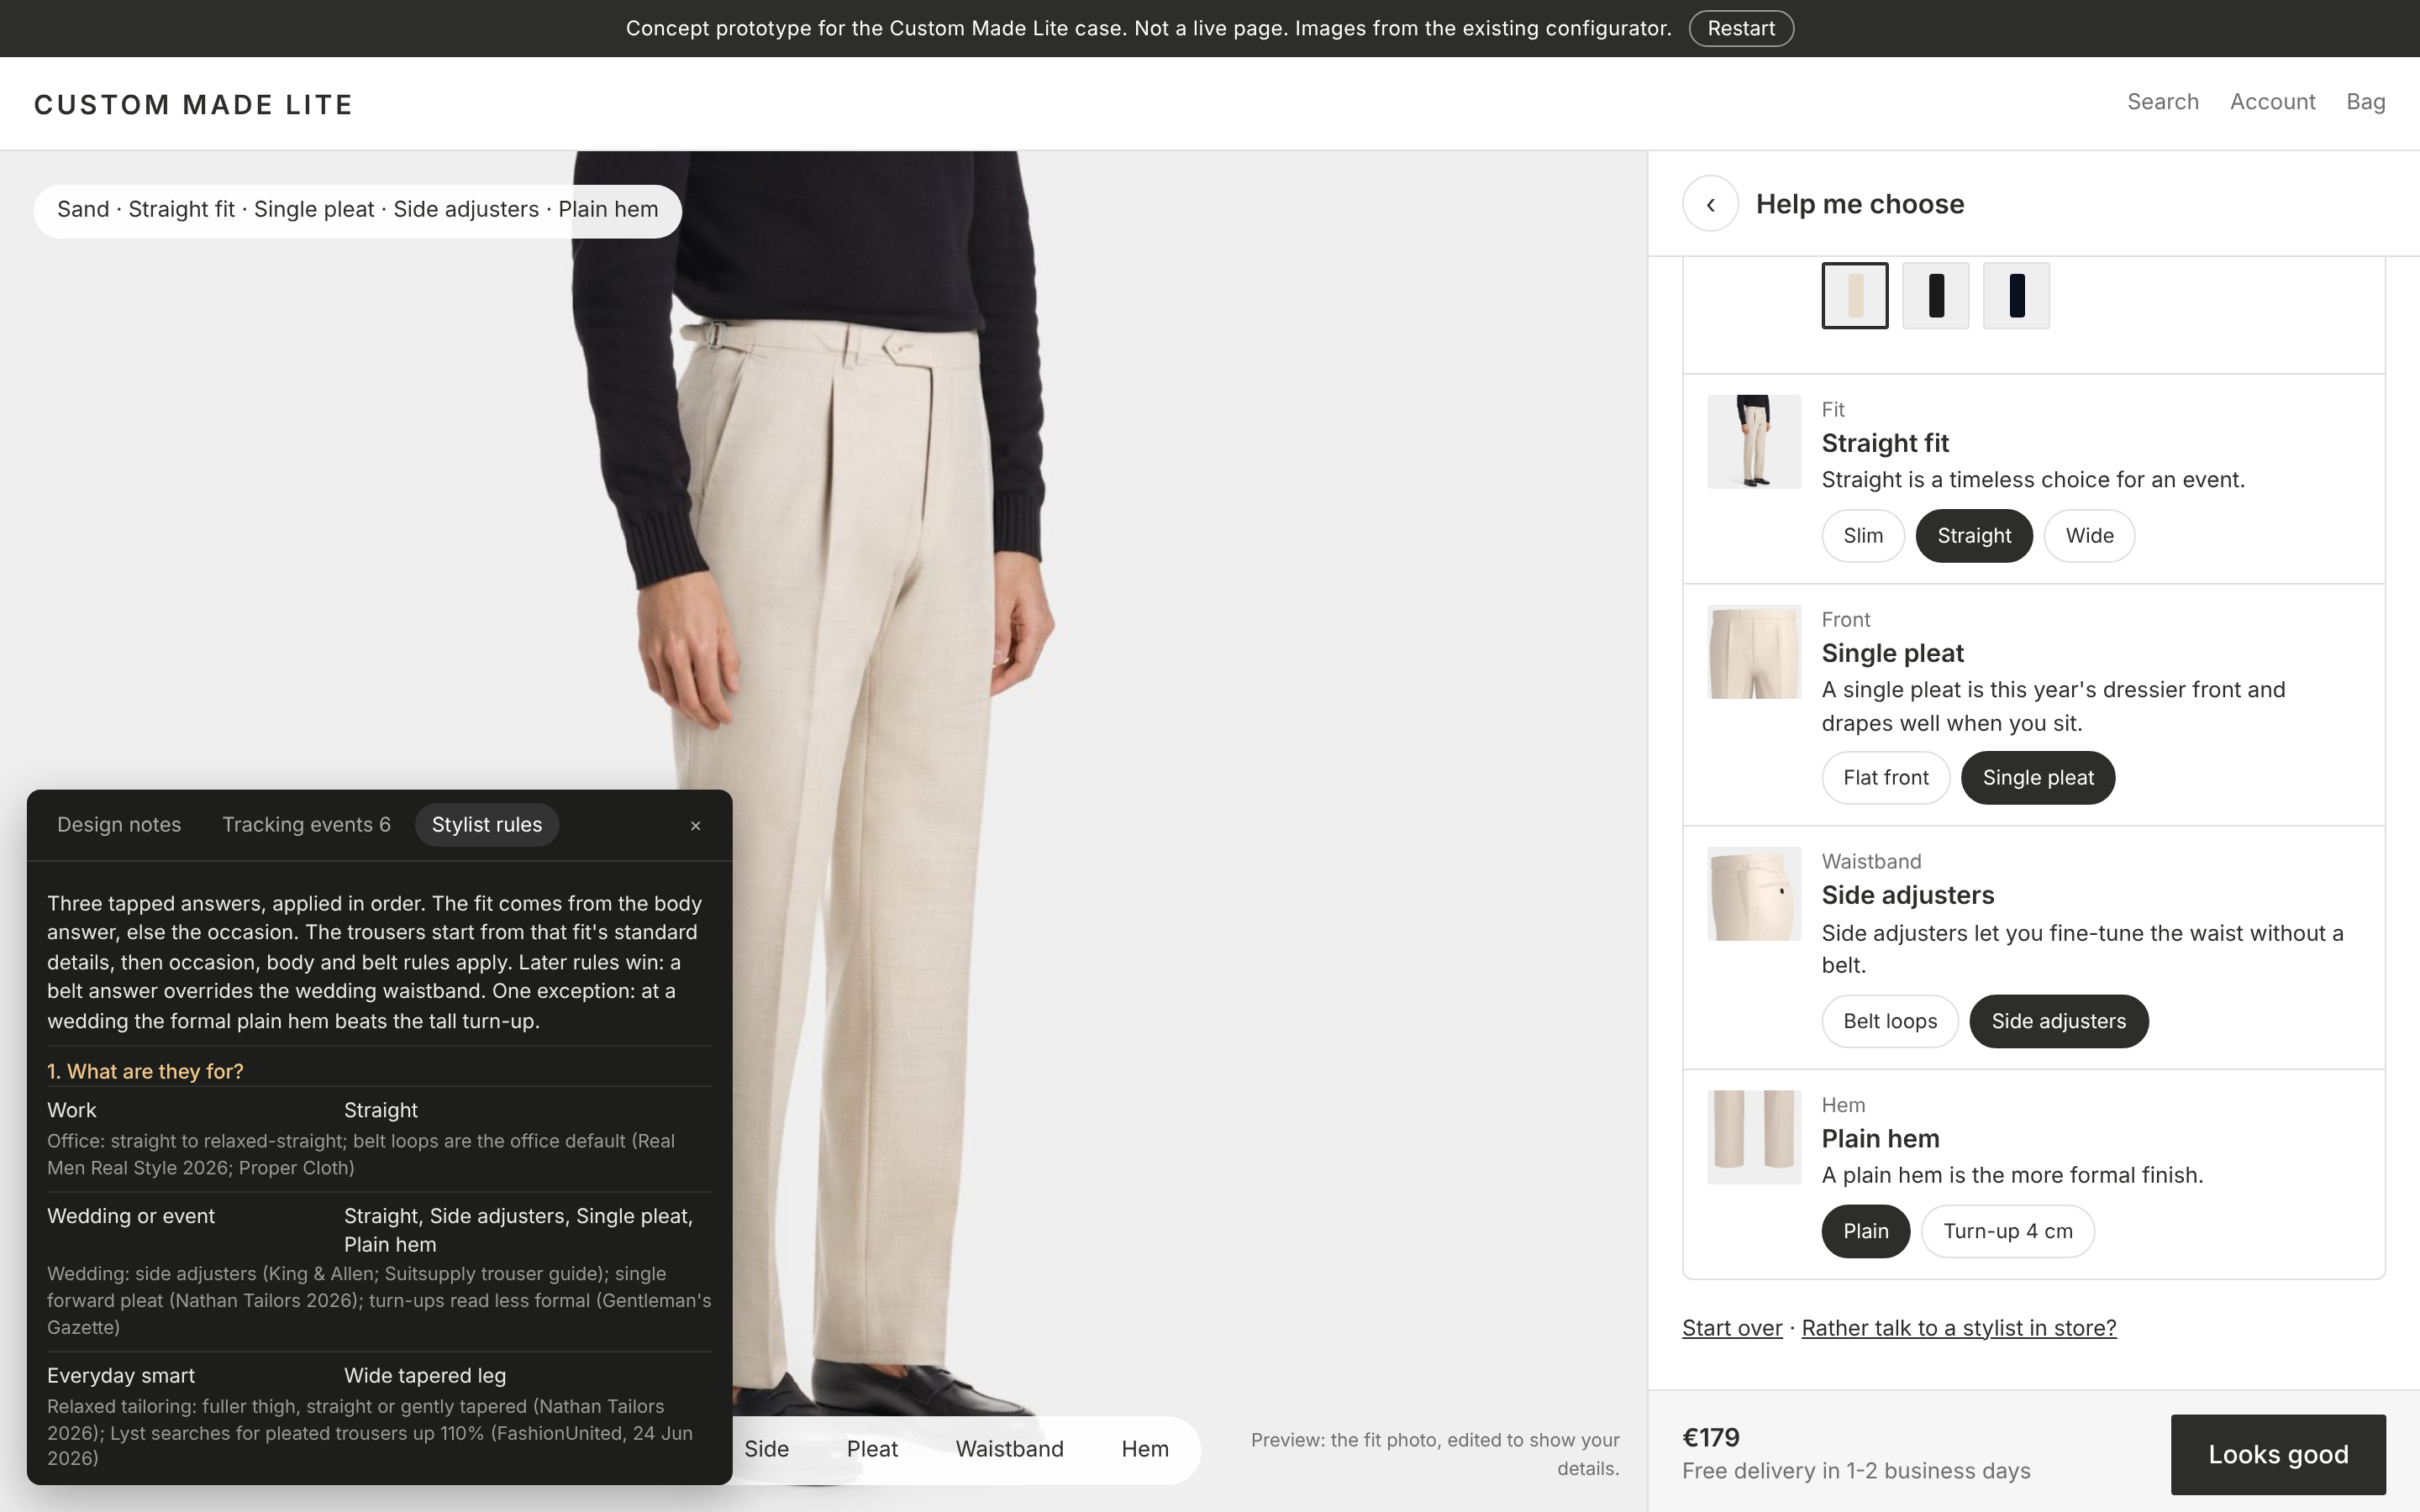 Concept prototype for the Custom Made Lite case. Not a live page. Images from the existing configurator.
Restart
CUSTOM MADE LITE
Search
Account
Bag
Sand · Straight fit · Single pleat · Side adjusters · Plain hem
‹
Help me choose
Fit
Straight fit
Straight is a timeless choice for an event.
Slim
Straight
Wide
Front
Single pleat
A single pleat is this year's dressier front and
drapes well when you sit.
Flat front
Single pleat
Waistband
Side adjusters
Side adjusters let you fine-tune the waist without a
belt.
Belt loops
Side adjusters
Hem
Plain hem
A plain hem is the more formal finish.
Plain
Turn-up 4 cm
Start over · Rather talk to a stylist in store?
€179
Free delivery in 1-2 business days
Looks good
Design notes
Tracking events 6
Stylist rules
×
Three tapped answers, applied in order. The fit comes from the body
answer, else the occasion. The trousers start from that fit's standard
details, then occasion, body and belt rules apply. Later rules win: a
belt answer overrides the wedding waistband. One exception: at a
wedding the formal plain hem beats the tall turn-up.
1. What are they for?
Work
Straight
Office: straight to relaxed-straight; belt loops are the office default (Real
Men Real Style 2026; Proper Cloth)
Wedding or event
Straight, Side adjusters, Single pleat,
Plain hem
Wedding: side adjusters (King & Allen; Suitsupply trouser guide); single
forward pleat (Nathan Tailors 2026); turn-ups read less formal (Gentleman's
Gazette)
Everyday smart
Wide tapered leg
Relaxed tailoring: fuller thigh, straight or gently tapered (Nathan Tailors
2026); Lyst searches for pleated trousers up 110% (FashionUnited, 24 Jun
2026)
Side
Pleat
Waistband
Hem
Preview: the fit photo, edited to show your
details.